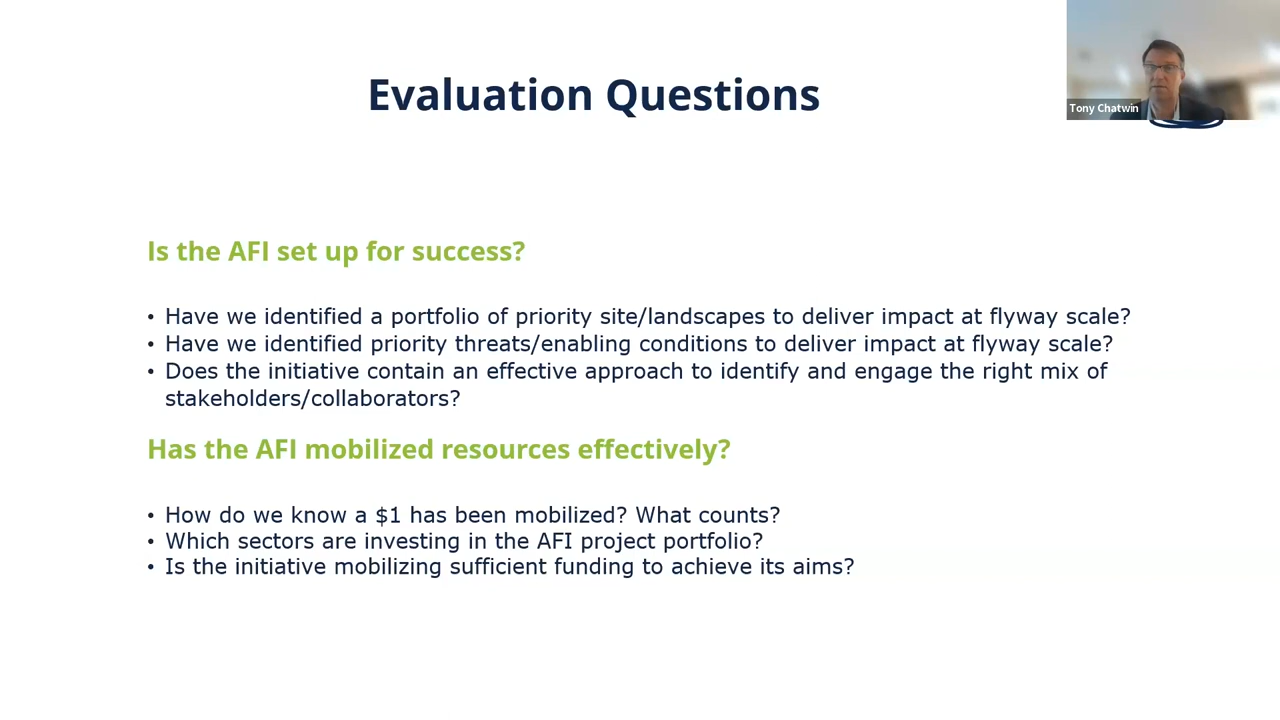 Evaluation Questions
Tony Chatwin
Is the AFI set up for success?
• Have we identified a portfolio of priority site/landscapes to deliver impact at flyway scale?
• Have we identified priority threats/enabling conditions to deliver impact at flyway scale?
• Does the initiative contain an effective approach to identify and engage the right mix of
stakeholders/collaborators?
Has the AFI mobilized resources effectively?
• How do we know a $1 has been mobilized? What counts?
• Which sectors are investing in the AFI project portfolio?
• Is the initiative mobilizing sufficient funding to achieve its aims?